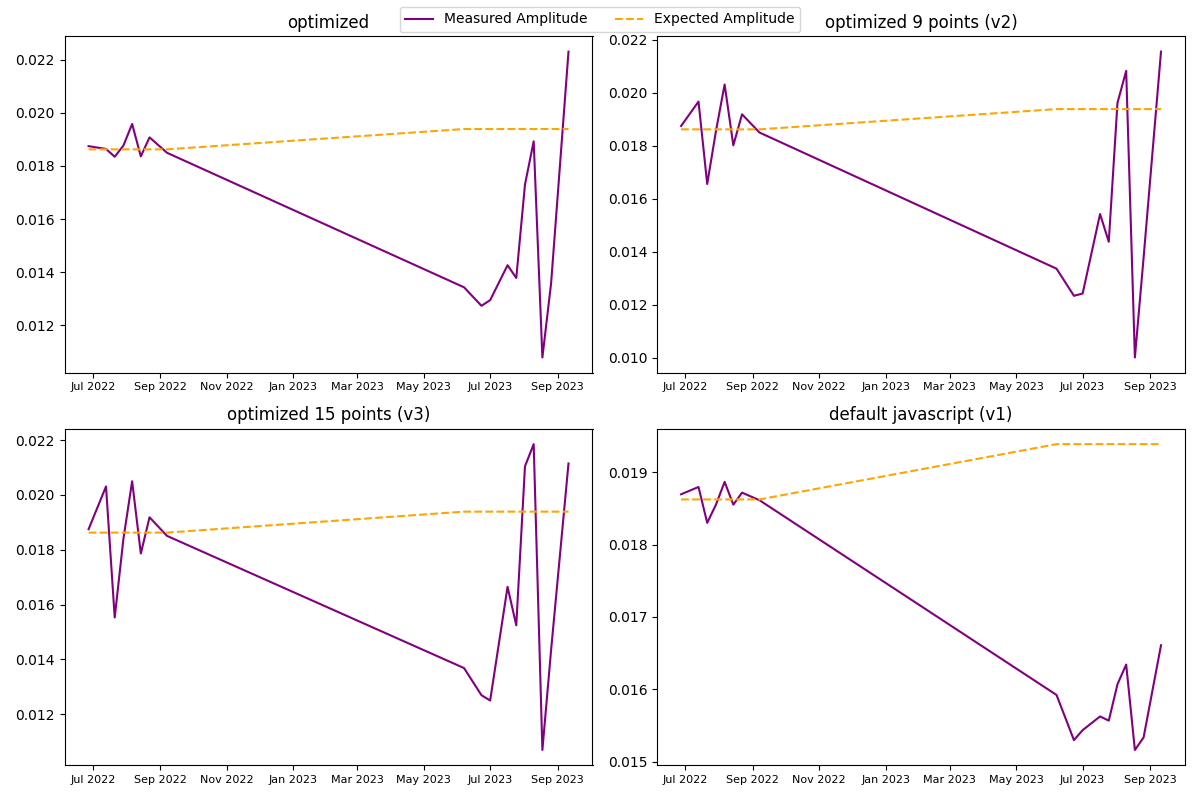 Measured Amplitude Expected Amplitude
optimized
0.022
0.020
0.018
0.016
0.014
0.012
Jul 2022 Sep 2022 Nov 2022 Jan 2023 Mar 2023 May 2023 Jul 2023 Sep 2023
optimized 9 points (v2)
0.022
0.020
0.018
0.016
0.014
0.012
0.010
Jul 2022 Sep 2022 Nov 2022 Jan 2023 Mar 2023 May 2023 Jul 2023 Sep 2023
optimized 15 points (v3)
0.022
0.020
0.018
0.016
0.014
0.012
Jul 2022 Sep 2022 Nov 2022 Jan 2023 Mar 2023 May 2023 Jul 2023 Sep 2023
default javascript (v1)
0.019
0.018
0.017
0.016
0.015
Jul 2022 Sep 2022 Nov 2022 Jan 2023 Mar 2023 May 2023 Jul 2023 Sep 2023